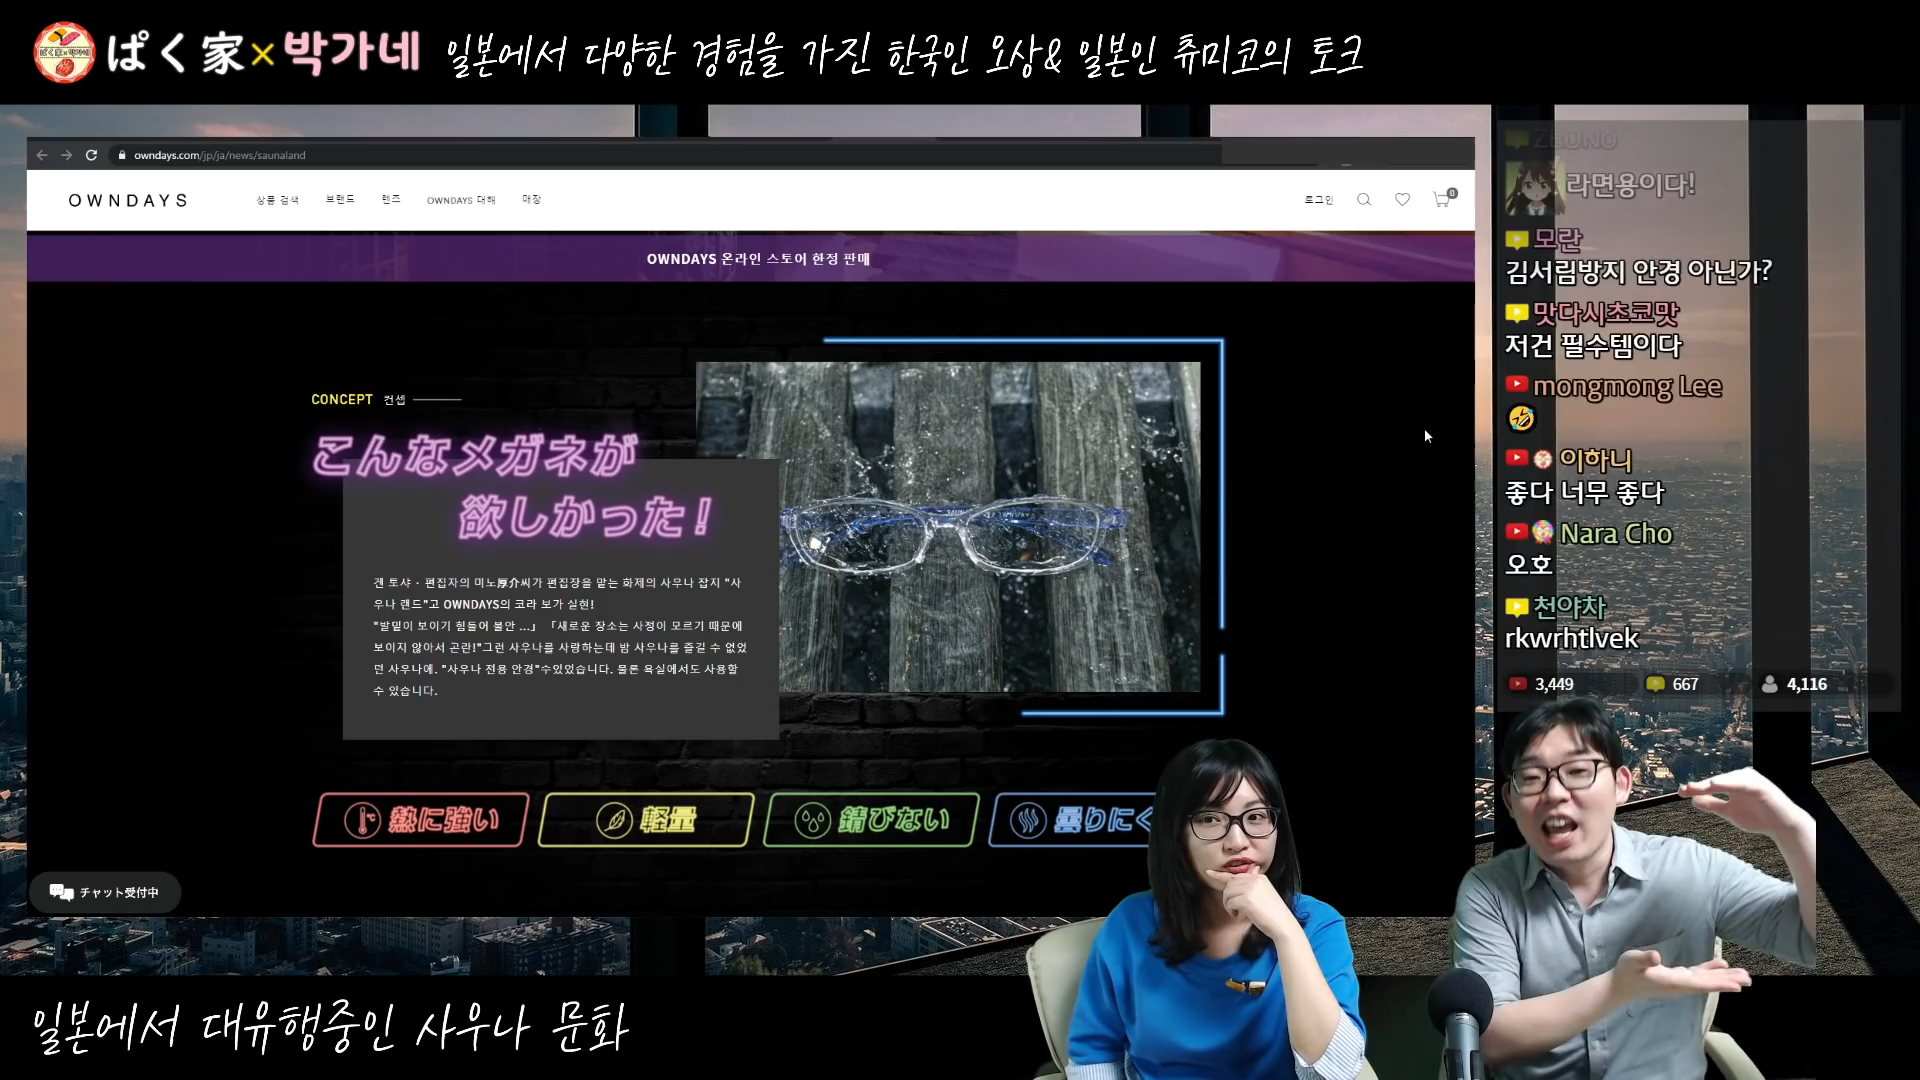 ぱく家×박가네
일본에서 다양한 경험을 가진 한국인 오상& 일본인 츄미코의 토크
owndays.com/jp/ja/news/saunaland
OWNDAYS
상품 검색 브랜드 렌즈 OWNDAYS 대해 매장
로그인
0
OWNDAYS 온라인 스토어 한정 판매
CONCEPT 컨셉
こんなメガネが
欲しかった!
겐 토샤 · 편집자의 미노厚介씨가 편집장을 맡는 화제의 사우나 잡지 "사
우나 랜드"고 OWNDAYS의 코라 보가 실현!
"발밑이 보이기 힘들어 불안 ...」 「새로운 장소는 사정이 모르기 때문에
보이지 않아서 곤란!"그런 사우나를 사랑하는데 밤 사우나를 즐길 수 없었
던 사우나에. "사우나 전용 안경"수있었습니다. 물론 욕실에서도 사용할
수 있습니다.
熱に強い
軽量
錆びない
曇りにく
チャット受付中
ZEUNO
라면용이다!
모란
김서림방지 안경 아닌가?
맛다시초코맛
저건 필수템이다
mongmong Lee
이하니
좋다 너무 좋다
Nara Cho
오호
천야차
rkwrhtlvek
3,449 667 4,116
일본에서 대유행중인 사우나 문화